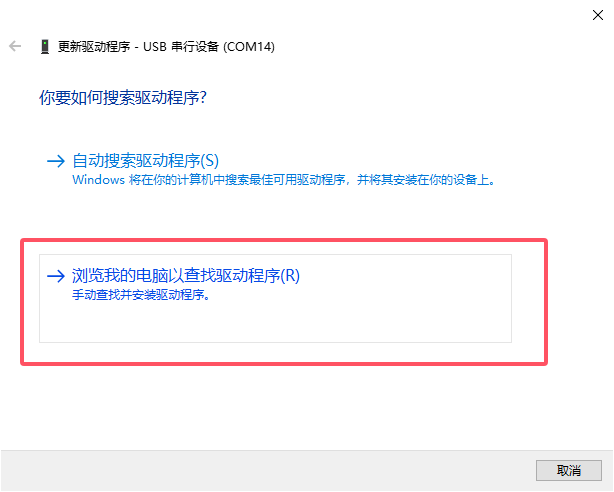 更新驱动程序 - USB 串行设备 (COM14)
你要如何搜索驱动程序?
自动搜索驱动程序(S)
Windows 将在你的计算机中搜索最佳可用驱动程序，并将其安装在你的设备上。
浏览我的电脑以查找驱动程序(R)
手动查找并安装驱动程序。
取消